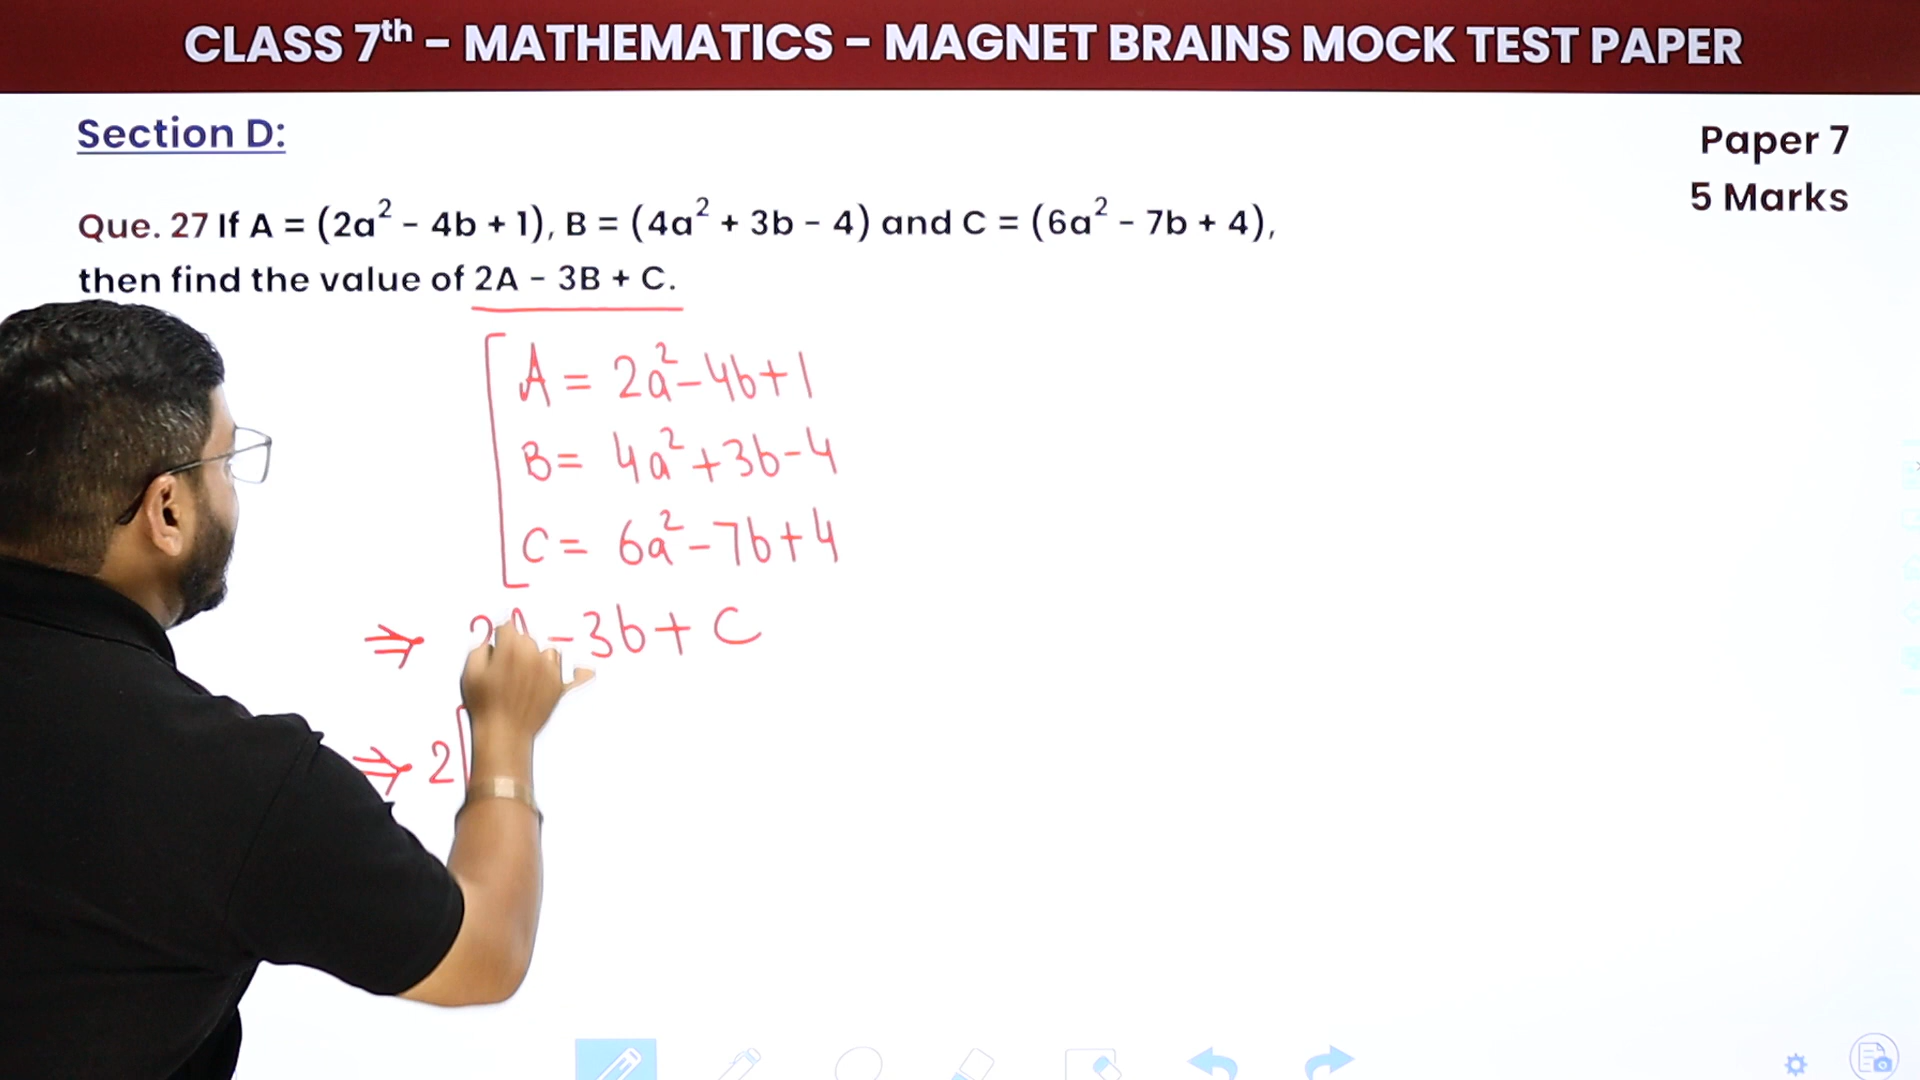 CLASS 7th - MATHEMATICS - MAGNET BRAINS MOCK TEST PAPER
Section D:
Paper 7
5 Marks
Que. 27 If A = (2a² - 4b + 1), B = (4a² + 3b - 4) and C = (6a² - 7b + 4),
then find the value of 2A - 3B + C.
A = 2a² - 4b + 1
B = 4a² + 3b - 4
C = 6a² - 7b + 4
⇒ 2A - 3b + C
⇒ 2[